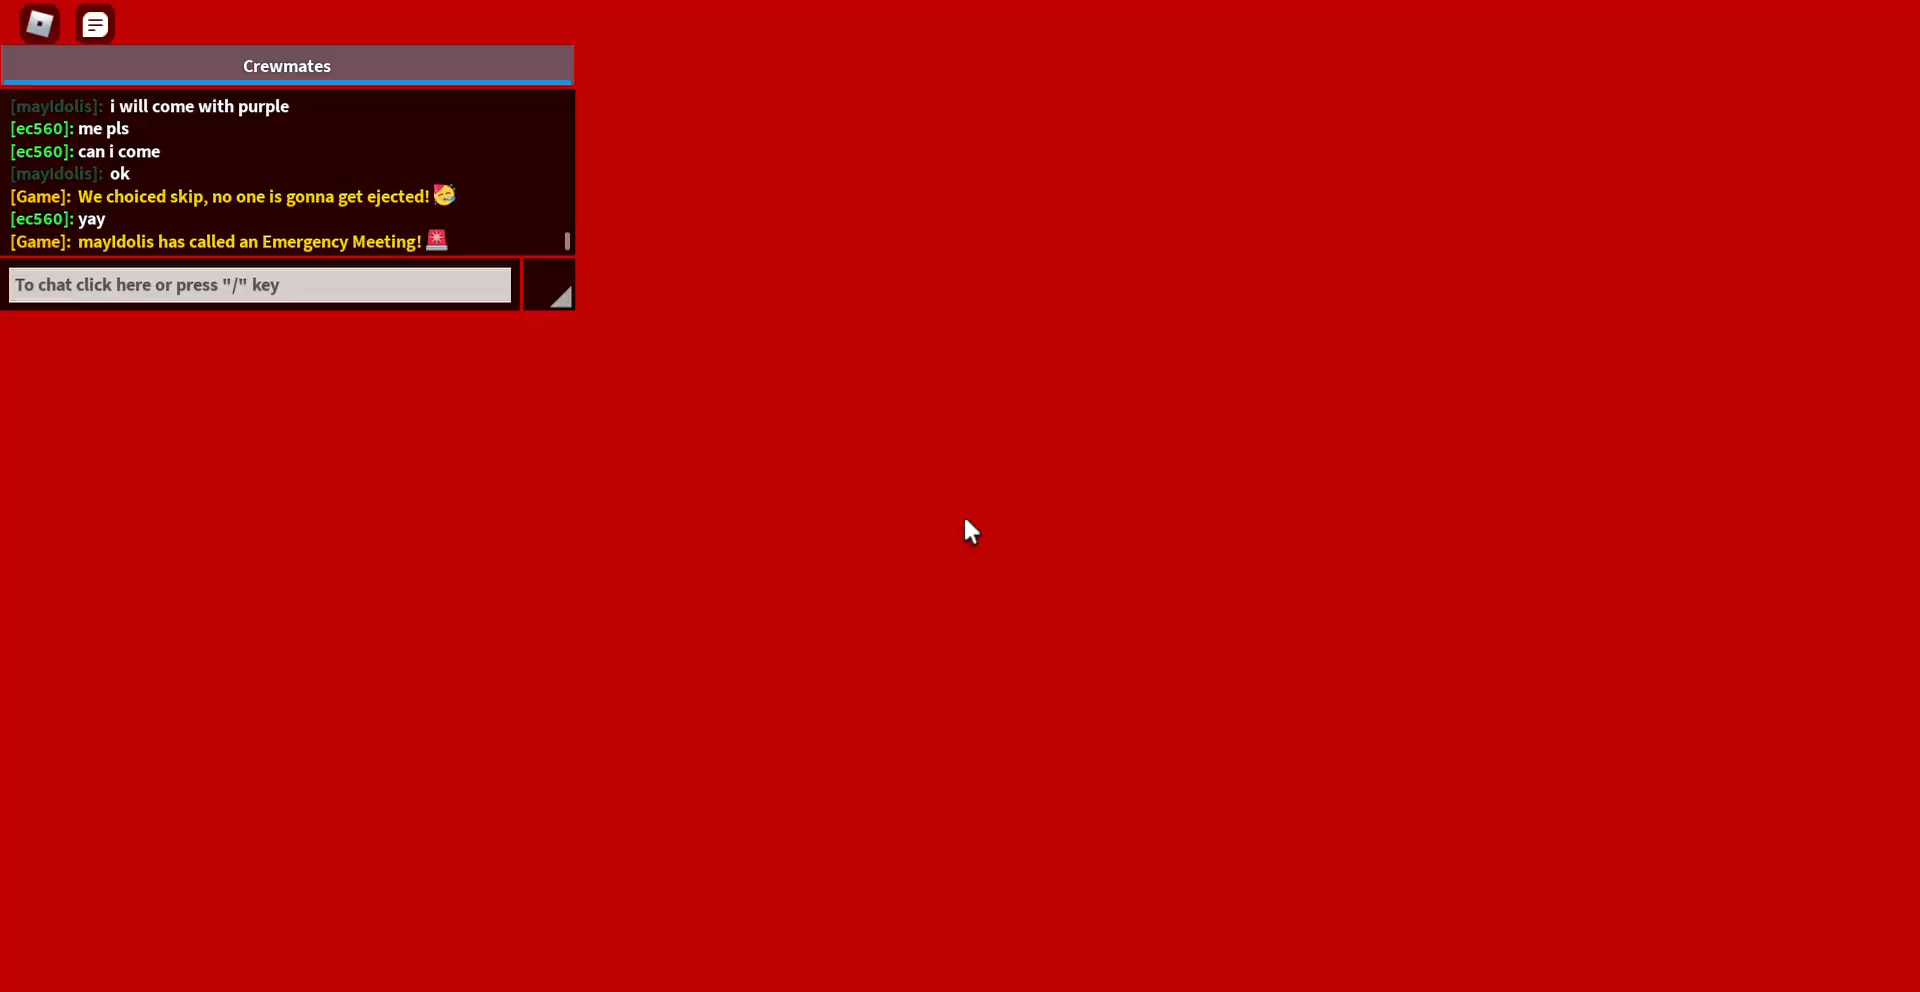 Crewmates
[mayIdolis]: i will come with purple
[ec560]: me pls
[ec560]: can i come
[mayIdolis]: ok
[Game]: We choiced skip, no one is gonna get ejected! 🥳
[ec560]: yay
[Game]: mayIdolis has called an Emergency Meeting! 🚨
To chat click here or press "/" key